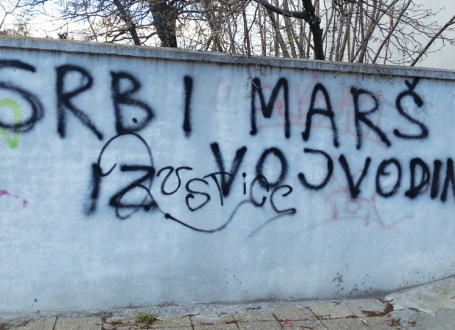 SRBI MARŠ
IZ VOJVODIN